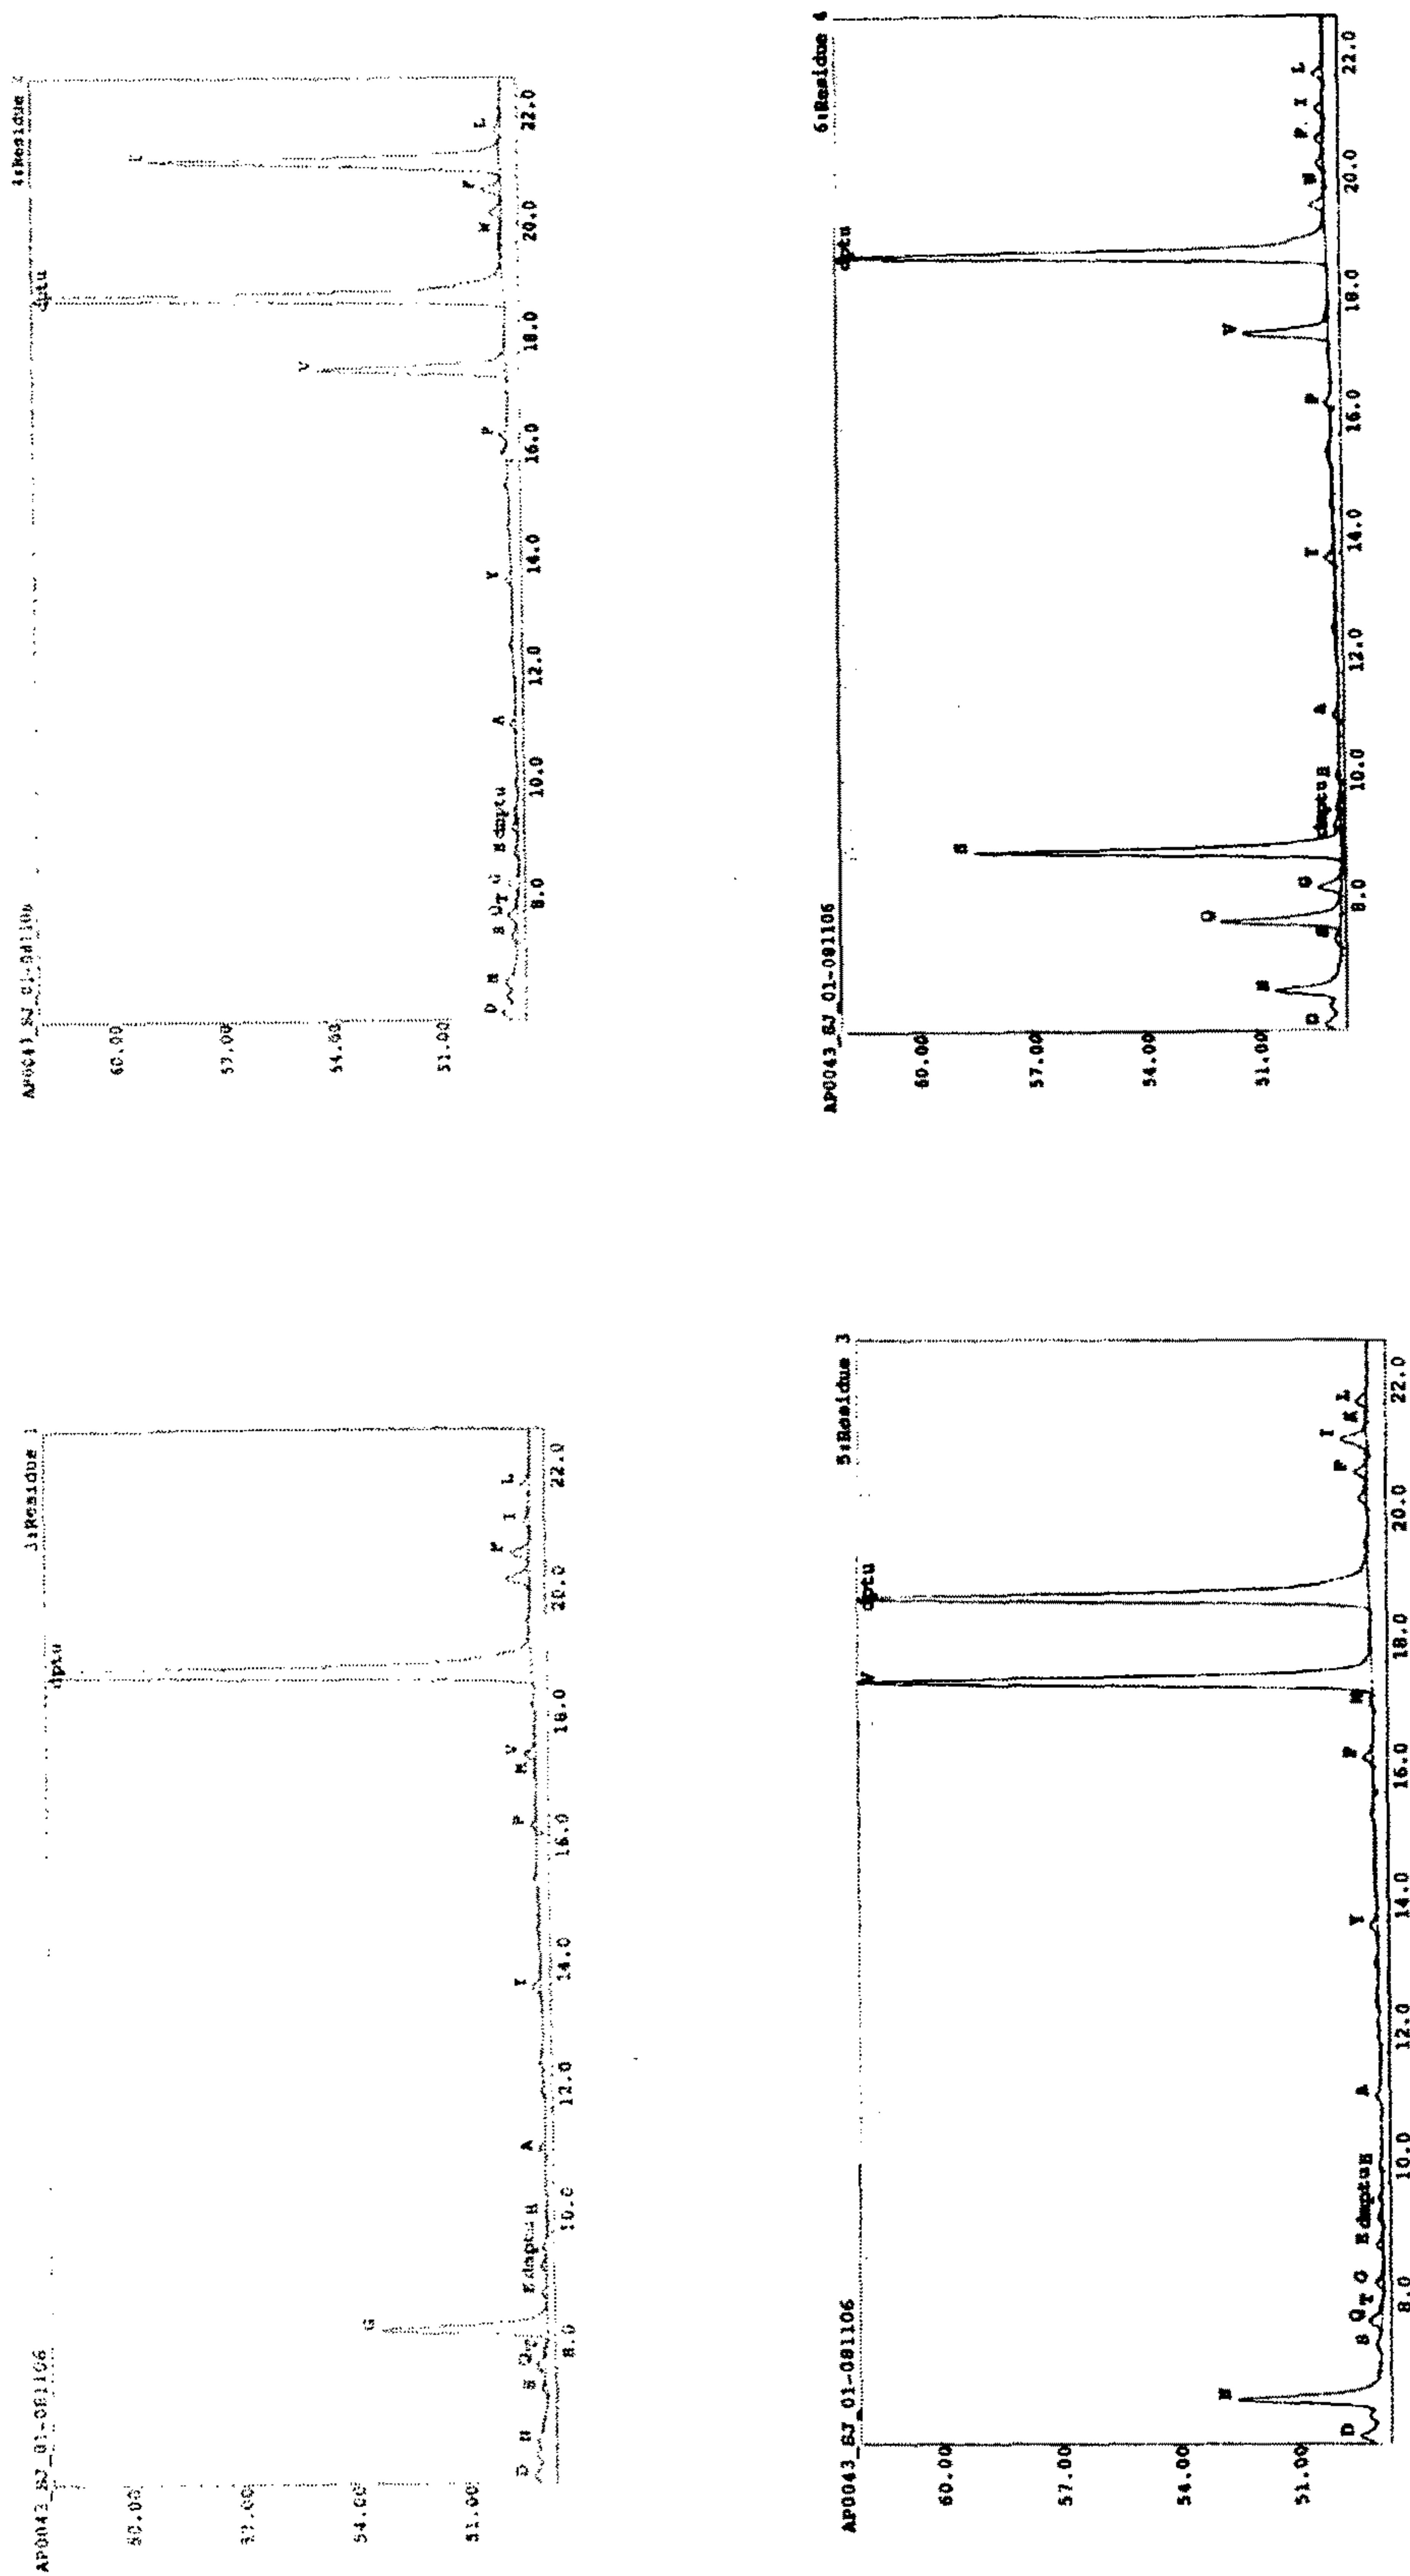 AP0043_BJ_01-081106
3:Residue 1
60.00
57.00
54.00
51.00
D N Q T G E dmptu H A Y P M V dptu F I L
8.0 10.0 12.0 14.0 16.0 18.0 20.0 22.0
AP0043_BJ_01-081106
4:Residue 2
60.00
57.00
54.00
51.00
D N S Q T G E dmptu A Y P V dptu W F I L
8.0 10.0 12.0 14.0 16.0 18.0 20.0 22.0
AP0043_BJ_01-081106
5:Residue 3
60.00
57.00
54.00
51.00
D N S Q T G E dmptu H A Y P M V dptu F I K L
8.0 10.0 12.0 14.0 16.0 18.0 20.0 22.0
AP0043_BJ_01-081106
6:Residue 4
60.00
57.00
54.00
51.00
D N S Q G E dmptu H A Y P V dptu W F I L
8.0 10.0 12.0 14.0 16.0 18.0 20.0 22.0